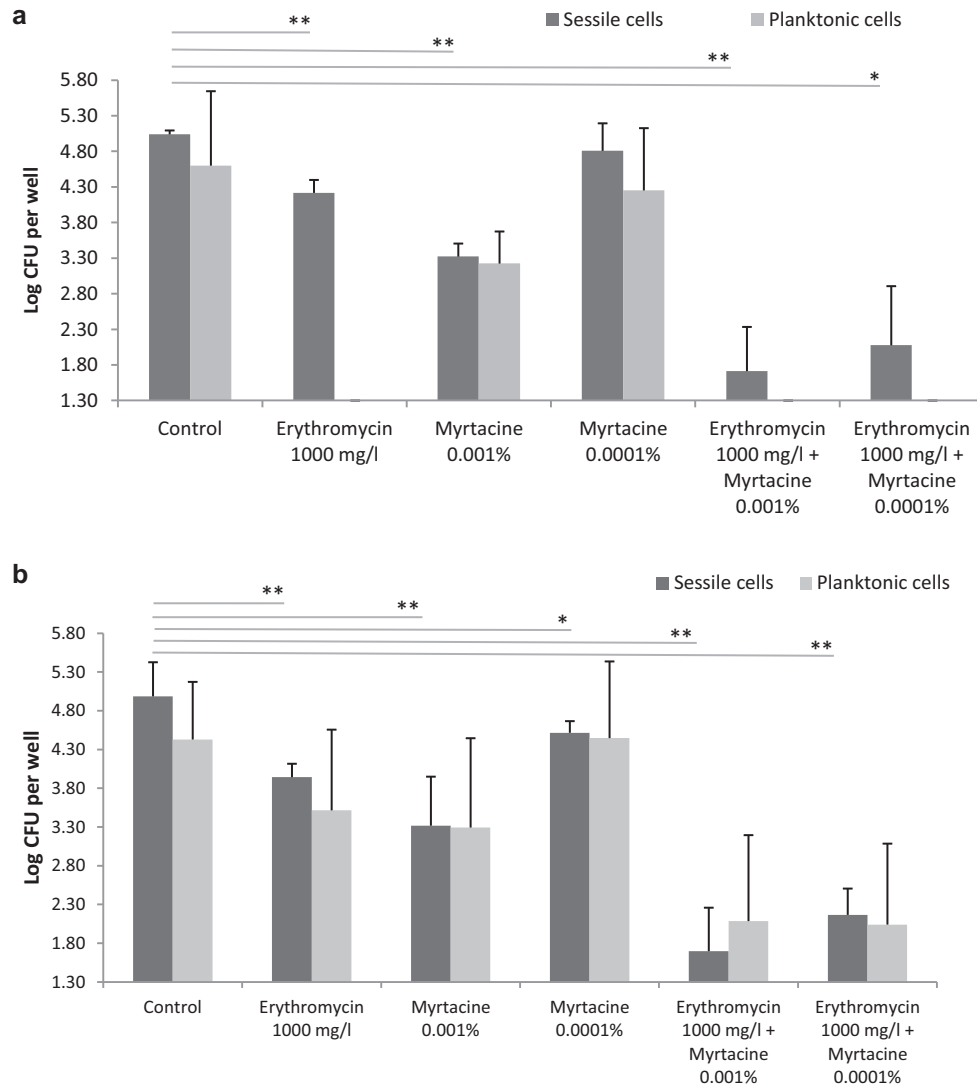 a
Sessile cells Planktonic cells
**
**
**
*
5.80
5.30
4.80
4.30
3.80
3.30
2.80
2.30
1.80
1.30
Log CFU per well
Control
Erythromycin
1000 mg/l
Myrtacine
0.001%
Myrtacine
0.0001%
Erythromycin
1000 mg/l +
Myrtacine
0.001%
Erythromycin
1000 mg/l +
Myrtacine
0.0001%
b
Sessile cells Planktonic cells
**
**
*
**
**
5.80
5.30
4.80
4.30
3.80
3.30
2.80
2.30
1.80
1.30
Log CFU per well
Control
Erythromycin
1000 mg/l
Myrtacine
0.001%
Myrtacine
0.0001%
Erythromycin
1000 mg/l +
Myrtacine
0.001%
Erythromycin
1000 mg/l +
Myrtacine
0.0001%